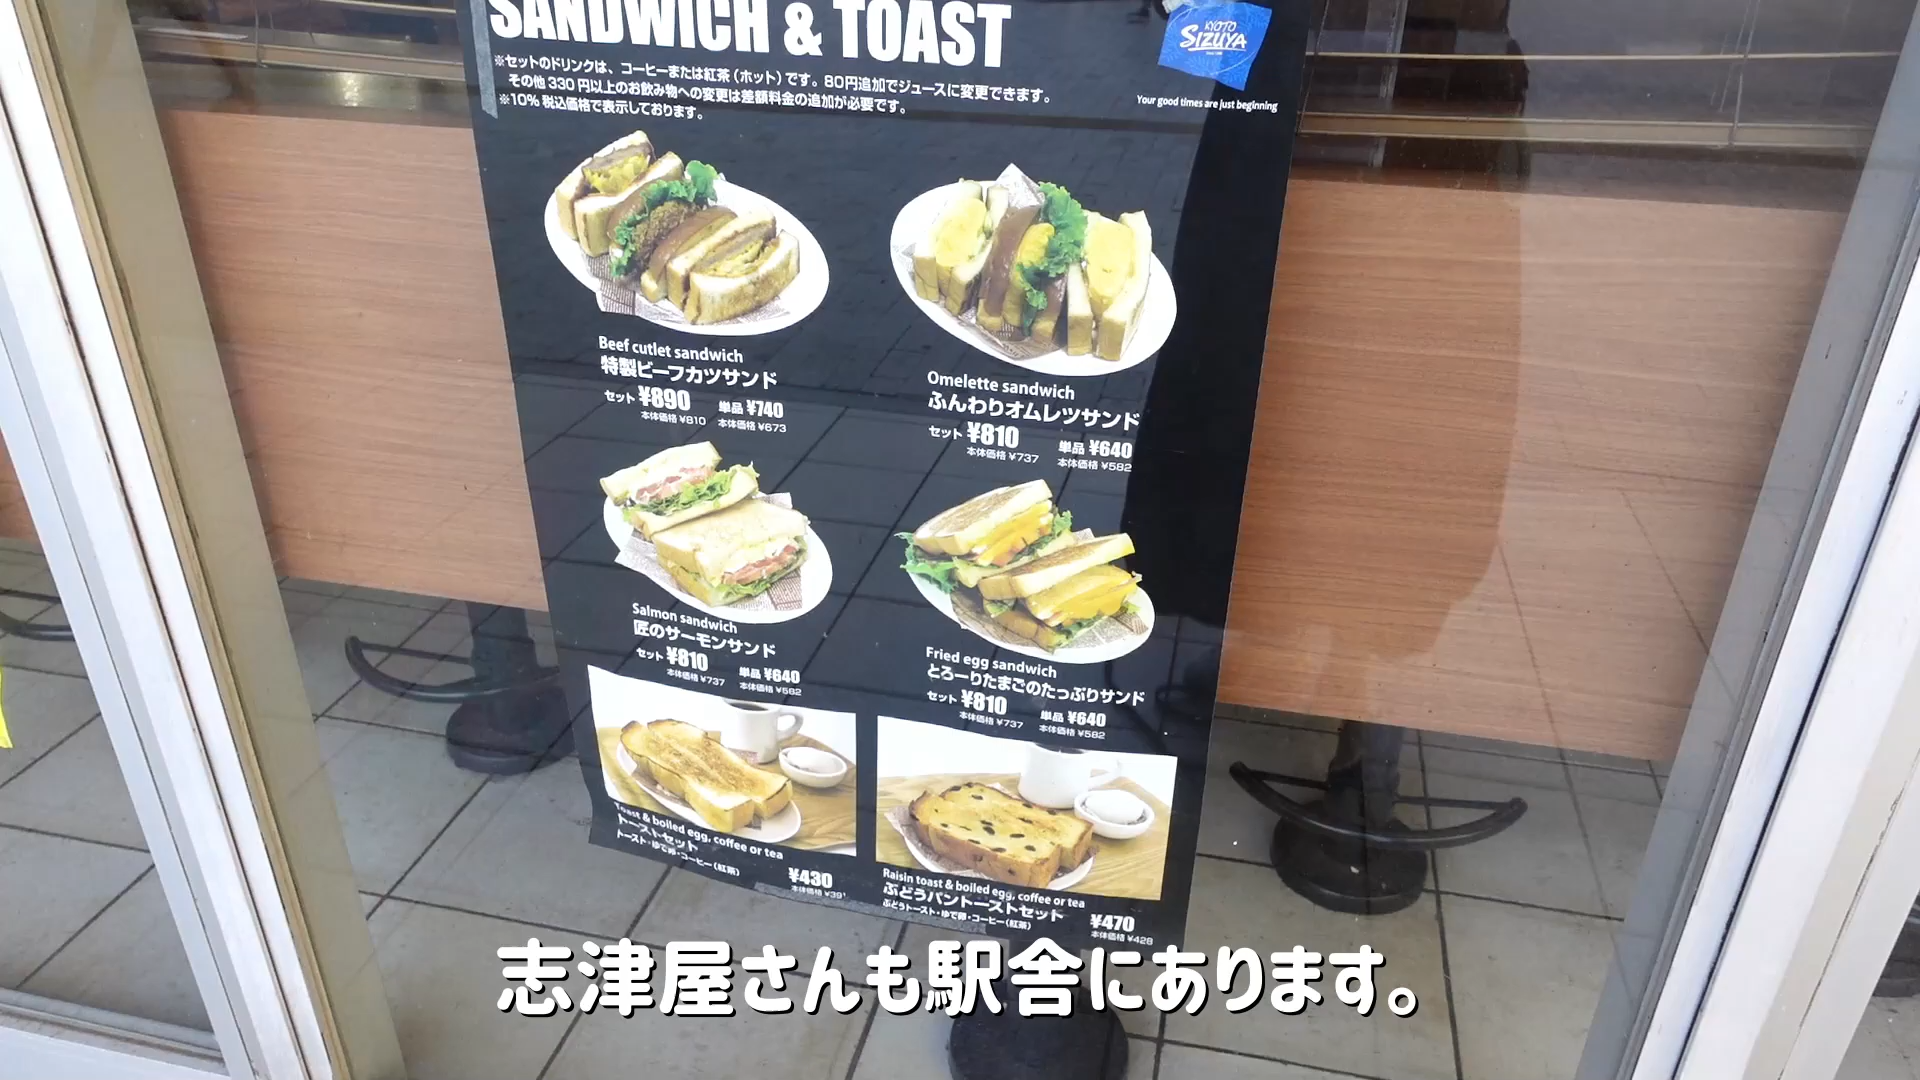 SANDWICH & TOAST
KYOTO
SIZUYA
Your good times are just beginning
※セットのドリンクは、コーヒーまたは紅茶(ホット)です。80円追加でジュースに変更できます。
その他330円以上のお飲み物への変更は差額料金の追加が必要です。
※10%税込価格で表示しております。
Beef cutlet sandwich
特製ビーフカツサンド
セット ¥890 単品 ¥740
本体価格 ¥810 本体価格 ¥673
Omelette sandwich
ふんわりオムレツサンド
セット ¥810 単品 ¥640
本体価格 ¥737 本体価格 ¥582
Salmon sandwich
匠のサーモンサンド
セット ¥810 単品 ¥640
本体価格 ¥737 本体価格 ¥582
Fried egg sandwich
とろーりたまごのたっぷりサンド
セット ¥810 単品 ¥640
本体価格 ¥737 本体価格 ¥582
Toast & boiled egg, coffee or tea
トーストセット
トースト・ゆで卵・コーヒー(紅茶)
¥430
本体価格 ¥391
Raisin toast & boiled egg, coffee or tea
ぶどうパントーストセット
ぶどうトースト・ゆで卵・コーヒー(紅茶)
¥470
本体価格 ¥428
志津屋さんも駅舎にあります。